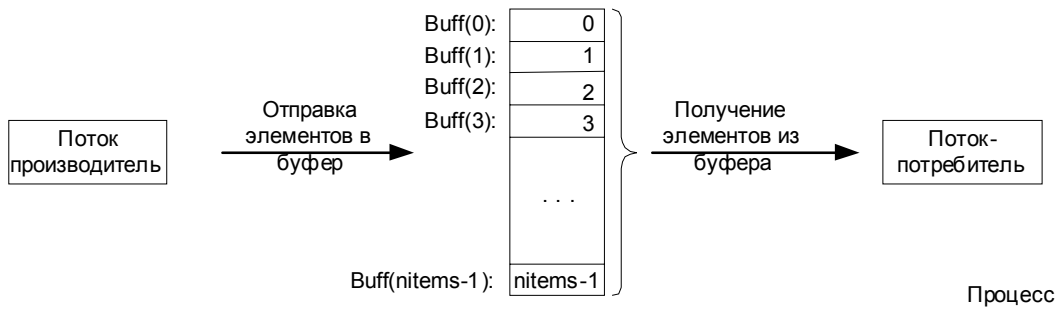 Buff(0): 0
Buff(1): 1
Buff(2): 2
Buff(3): 3
Поток
производитель
Отправка
элементов в
буфер
. . .
Получение
элементов из
буфера
Поток-
потребитель
Buff(nitems-1): nitems-1
Процесс